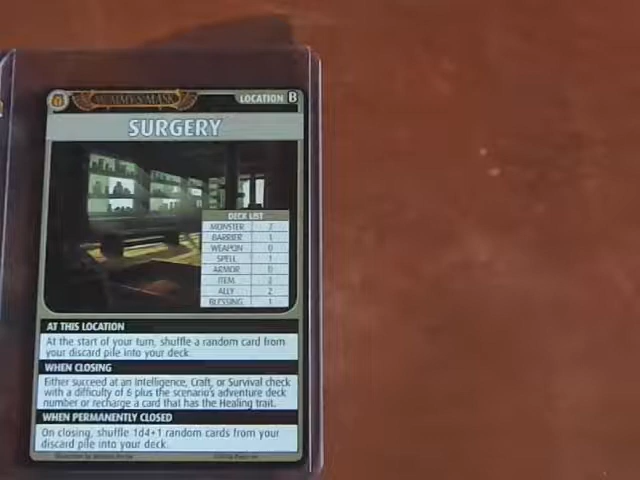 MUMMY'S MASK
LOCATION B
SURGERY
DECK LIST
MONSTER 2
BARRIER 1
WEAPON 0
SPELL 1
ARMOR 0
ITEM 2
ALLY 2
BLESSING 1
AT THIS LOCATION
At the start of your turn, shuffle a random card from
your discard pile into your deck.
WHEN CLOSING
Either succeed at an Intelligence, Craft, or Survival check
with a difficulty of 6 plus the scenario's adventure deck
number or recharge a card that has the Healing trait.
WHEN PERMANENTLY CLOSED
On closing, shuffle 1d4+1 random cards from your
discard pile into your deck.